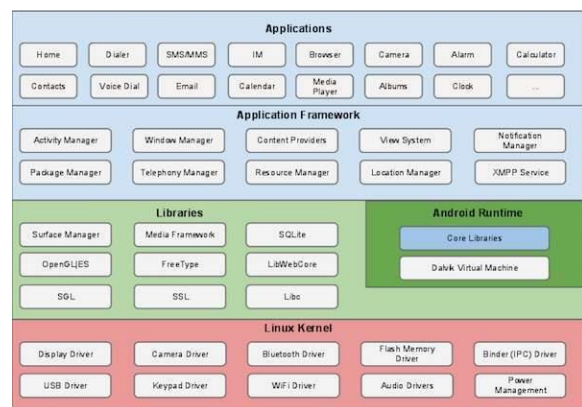 Applications
Home Dialer SMS/MMS IM Browser Camera Alarm Calculator
Contacts Voice Dial Email Calendar Media Player Albums Clock ...
Application Framework
Activity Manager Window Manager Content Providers View System Notification Manager
Package Manager Telephony Manager Resource Manager Location Manager XMPP Service
Libraries
Surface Manager Media Framework SQLite
OpenGL|ES FreeType LibWebCore
SGL SSL Libc
Android Runtime
Core Libraries
Dalvik Virtual Machine
Linux Kernel
Display Driver Camera Driver Bluetooth Driver Flash Memory Driver Binder (IPC) Driver
USB Driver Keypad Driver WiFi Driver Audio Drivers Power Management